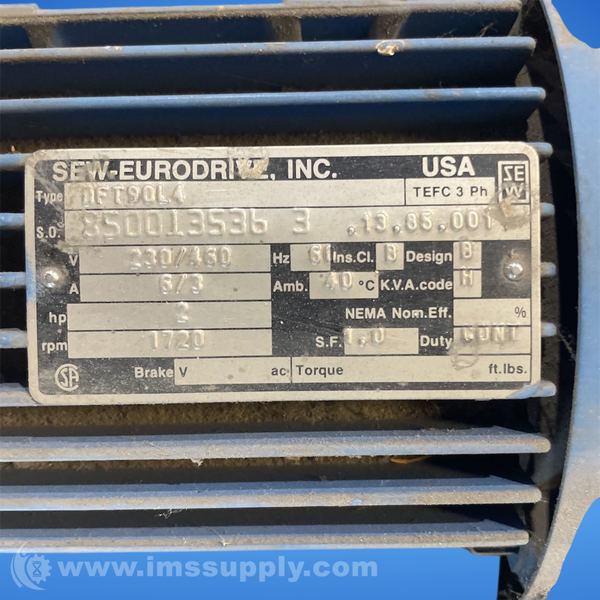 SEW-EURODRIVE, INC. USA
Type DFT90L4 TEFC 3 Ph SEW
S.O. 850013536 3 .13.85.001
V 230/460 Hz 60 Ins.Cl. B Design B
A 6/3 Amb. 40 °C K.V.A. code H
hp 2 NEMA Nom.Eff. %
rpm 1720 S.F. 1.0 Duty CONT
SA Brake V ac Torque ft.lbs.
www.imssupply.com